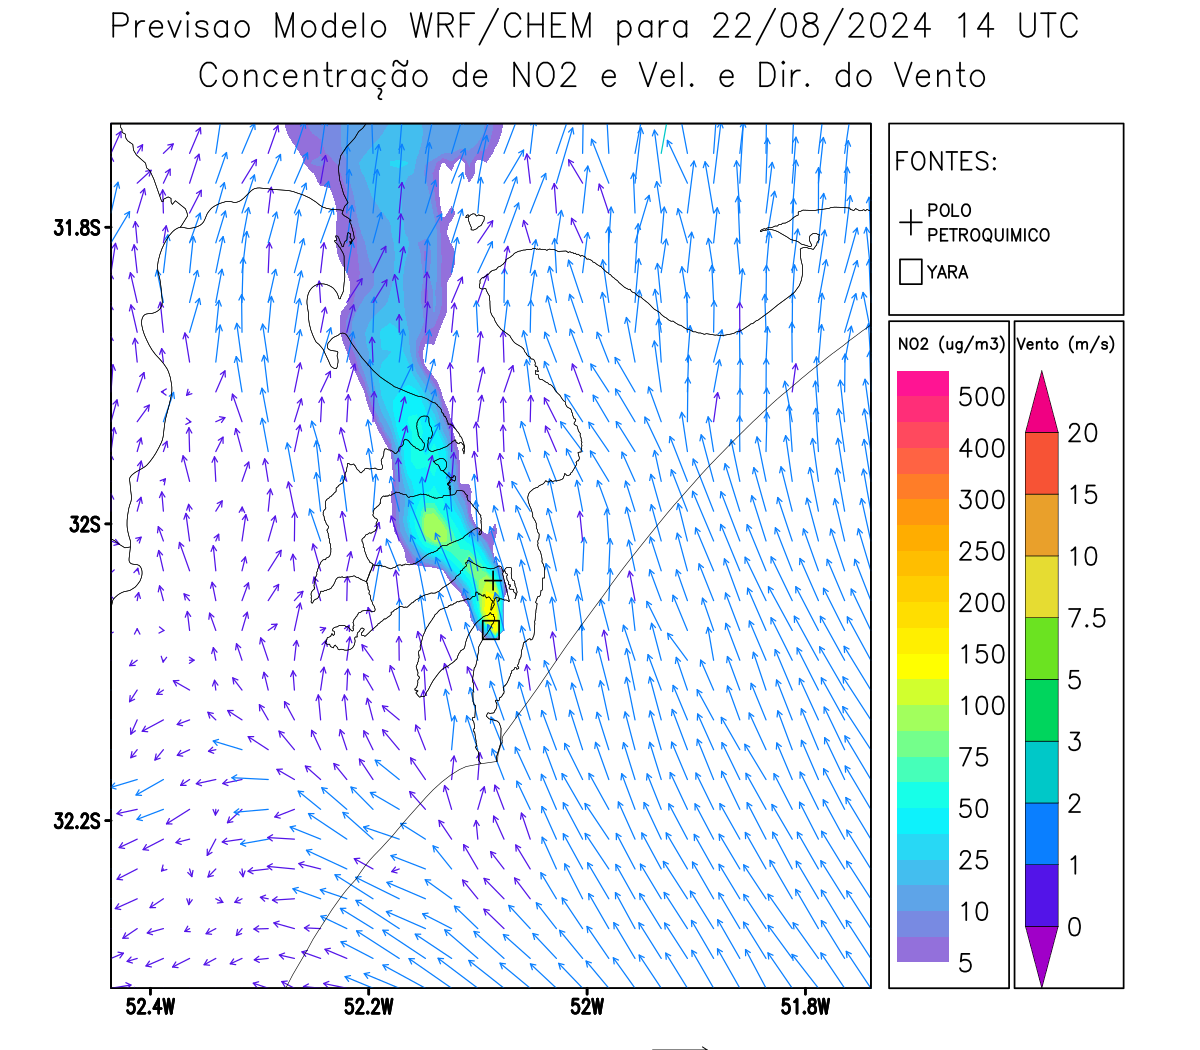 Previsao Modelo WRF/CHEM para 22/08/2024 14 UTC
Concentração de NO2 e Vel. e Dir. do Vento
FONTES:
POLO
PETROQUIMICO
YARA
31.8S
32S
32.2S
52.4W
52.2W
52W
51.8W
NO2 (ug/m3)
500
400
300
250
200
150
100
75
50
25
10
5
Vento (m/s)
20
15
10
7.5
5
3
2
1
0